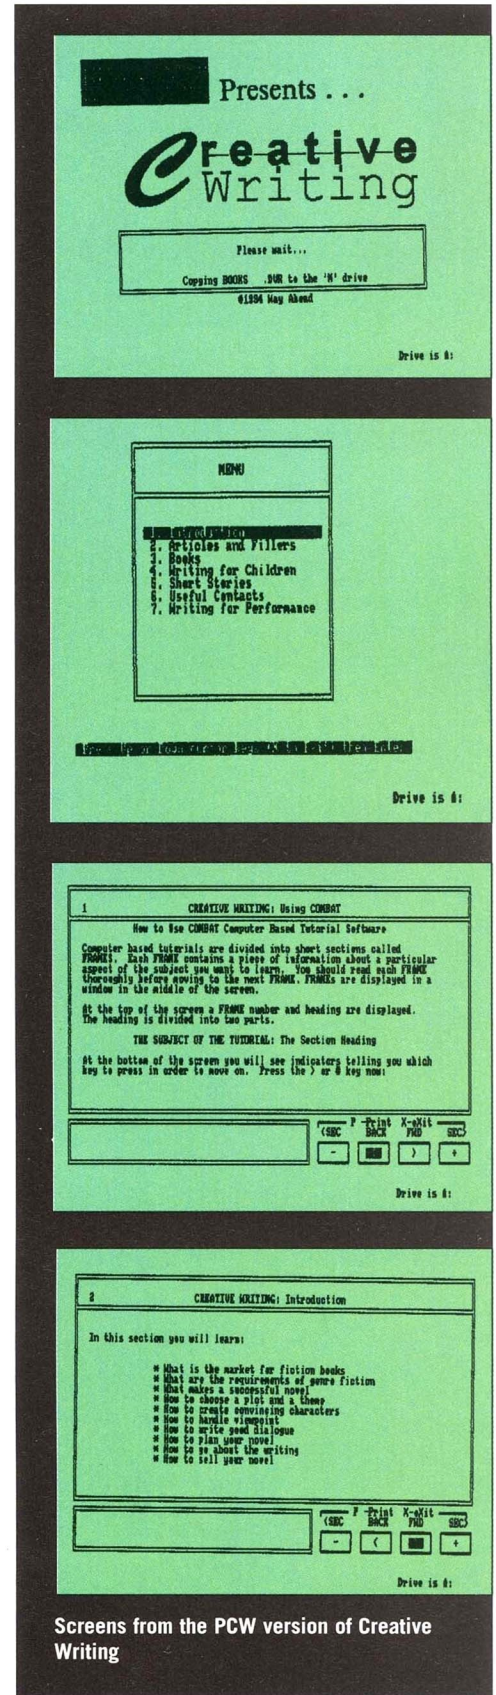 Presents . . .
Creative
Writing
Please wait...
Copying BOOKS .DUR to the 'M' drive
©1994 Way Ahead
Drive is A:
MENU
1. Introduction
2. Articles and Fillers
3. Books
4. Writing for Children
5. Short Stories
6. Useful Contacts
7. Writing for Performance
Drive is A:
1 CREATIVE WRITING: Using COMBAT
How to Use COMBAT Computer Based Tutorial Software
Computer based tutorials are divided into short sections called
FRAMES. Each FRAME contains a piece of information about a particular
aspect of the subject you want to learn. You should read each FRAME
thoroughly before moving to the next FRAME. FRAMEs are displayed in a
window in the middle of the screen.
At the top of the screen a FRAME number and heading are displayed.
The heading is divided into two parts.
THE SUBJECT OF THE TUTORIAL: The Section Heading
At the bottom of the screen you will see indicators telling you which
key to press in order to move on. Press the > or key now:
P -Print X-eXit
<SEC BACK FWD SEC>
- > +
Drive is A:
2 CREATIVE WRITING: Introduction
In this section you will learn:
* What is the market for fiction books
* What are the requirements of genre fiction
* What makes a successful novel
* How to choose a plot and a theme
* How to create convincing characters
* How to handle viewpoint
* How to write good dialogue
* How to plan your novel
* How to go about the writing
* How to sell your novel
P -Print X-eXit
<SEC BACK FWD SEC>
- < +
Drive is A:
Screens from the PCW version of Creative
Writing